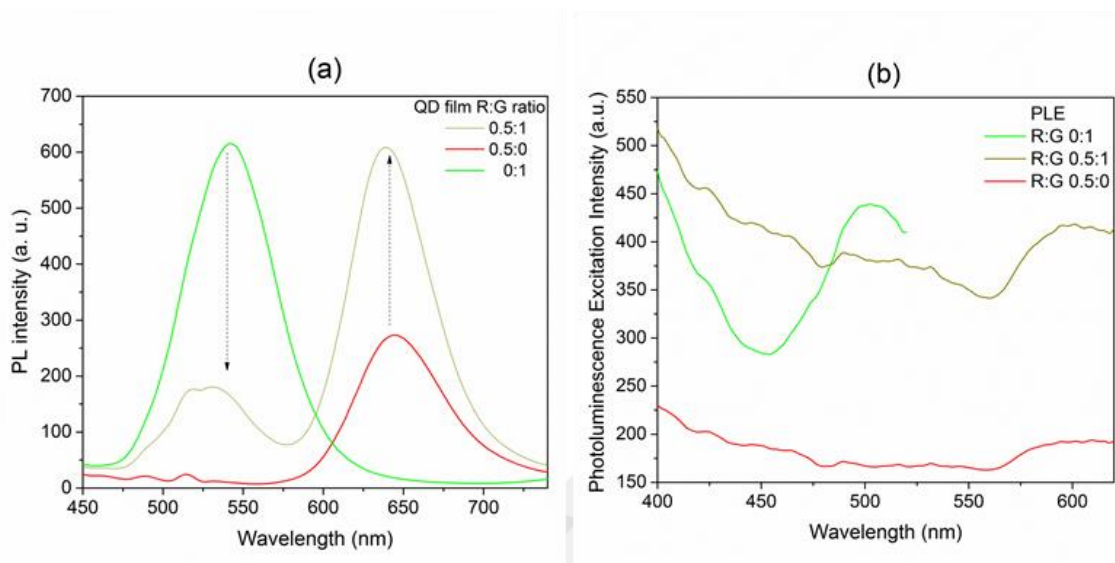 (a)
700
600
500
400
300
200
100
0
450 500 550 600 650 700
PL intensity (a. u.)
Wavelength (nm)
QD film R:G ratio
0.5:1
0.5:0
0:1
(b)
550
500
450
400
350
300
250
200
150
400 450 500 550 600
Photoluminescence Excitation Intensity (a.u.)
Wavelength (nm)
PLE
R:G 0:1
R:G 0.5:1
R:G 0.5:0